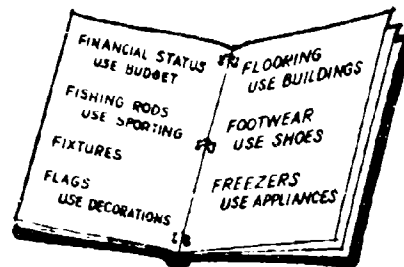 FINANCIAL STATUS
USE BUDGET
FISHING RODS
USE SPORTING
FIXTURES
FLAGS
USE DECORATIONS
FLOORING
USE BUILDINGS
FOOTWEAR
USE SHOES
FREEZERS
USE APPLIANCES